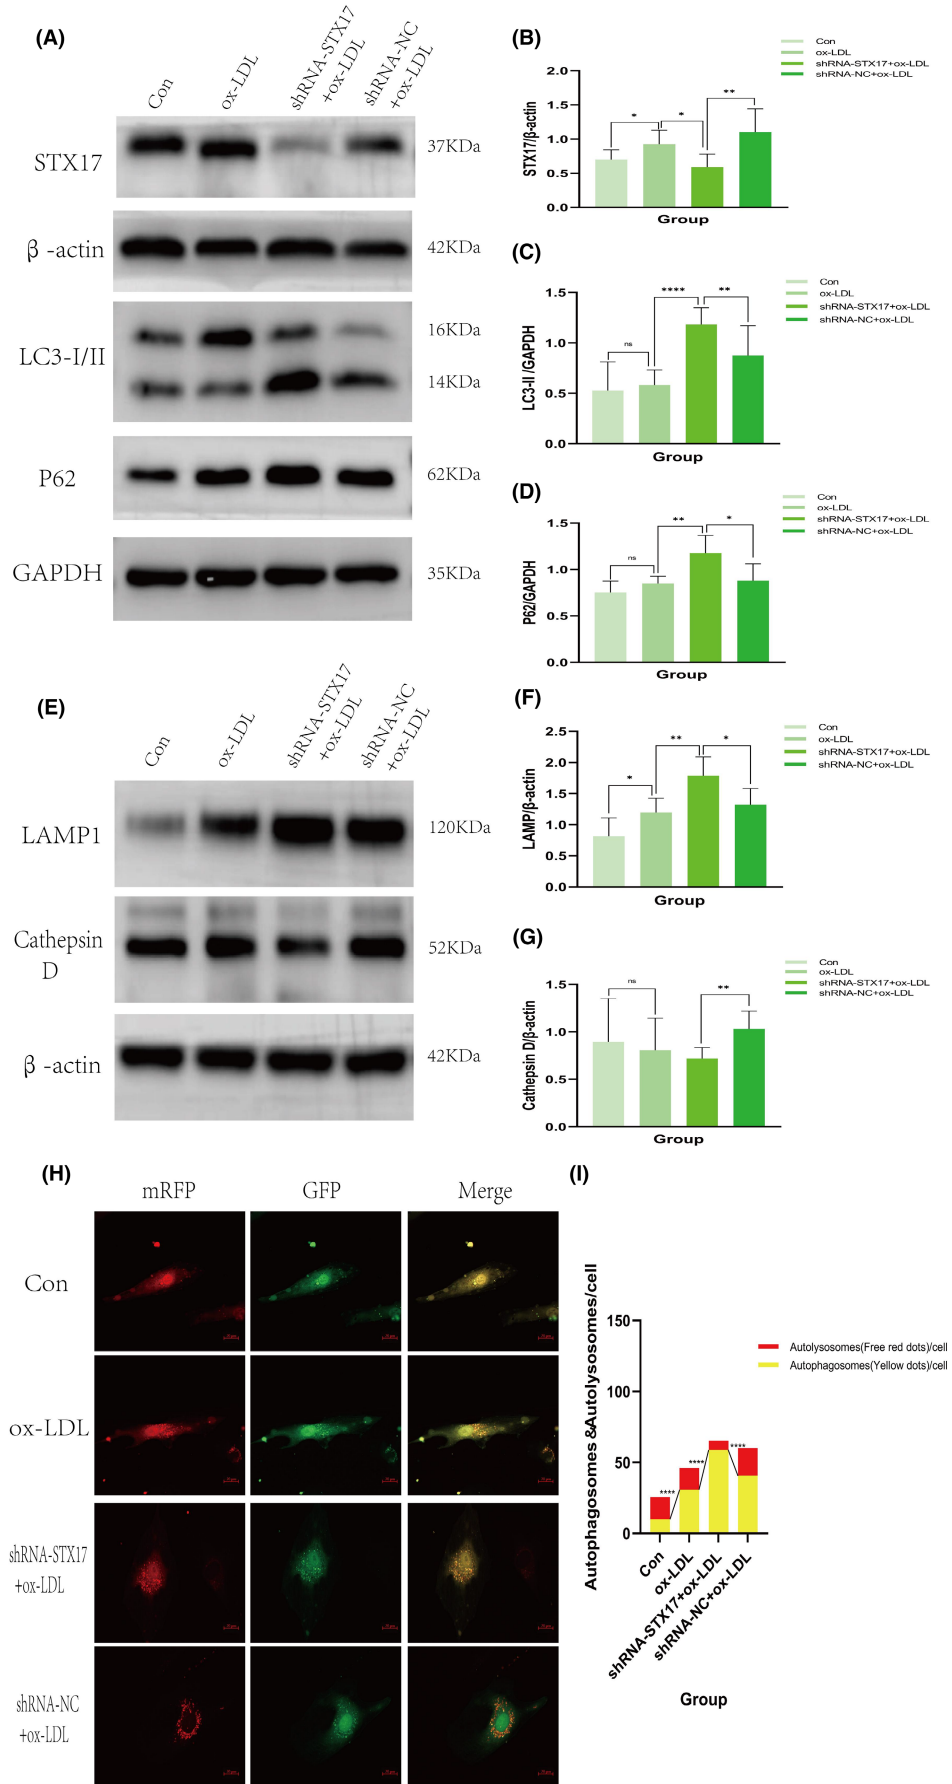 (A)
Con
ox-LDL
shRNA-STX17
+ox-LDL
shRNA-NC
+ox-LDL
STX17
37KDa
β -actin
42KDa
LC3-I/II
16KDa
14KDa
P62
62KDa
GAPDH
35KDa
(B)
Con
ox-LDL
shRNA-STX17+ox-LDL
shRNA-NC+ox-LDL
STX17/β-actin
2.0
1.5
1.0
0.5
0.0
*
*
**
Group
(C)
Con
ox-LDL
shRNA-STX17+ox-LDL
shRNA-NC+ox-LDL
LC3-II /GAPDH
1.5
1.0
0.5
0.0
ns
****
**
Group
(D)
Con
ox-LDL
shRNA-STX17+ox-LDL
shRNA-NC+ox-LDL
P62/GAPDH
1.5
1.0
0.5
0.0
ns
**
*
Group
(E)
Con
ox-LDL
shRNA-STX17
+ox-LDL
shRNA-NC
+ox-LDL
LAMP1
120KDa
Cathepsin
D
52KDa
β -actin
42KDa
(F)
Con
ox-LDL
shRNA-STX17+ox-LDL
shRNA-NC+ox-LDL
LAMP/β-actin
2.5
2.0
1.5
1.0
0.5
0.0
*
**
*
Group
(G)
Con
ox-LDL
shRNA-STX17+ox-LDL
shRNA-NC+ox-LDL
Cathepsin D/β-actin
1.5
1.0
0.5
0.0
ns
**
Group
(H)
mRFP
GFP
Merge
Con
ox-LDL
shRNA-STX17
+ox-LDL
shRNA-NC
+ox-LDL
(I)
Autophagosomes &Autolysosomes/cell
150
100
50
0
Autolysosomes(Free red dots)/cell
Autophagosomes(Yellow dots)/cell
****
****
****
Con
ox-LDL
shRNA-STX17+ox-LDL
shRNA-NC+ox-LDL
Group